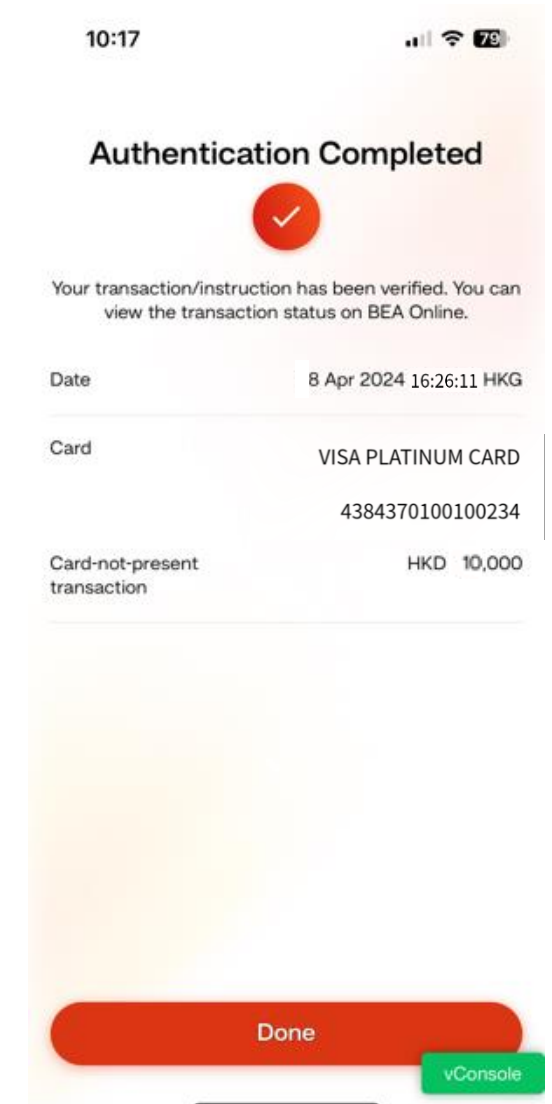 10:17
79
Authentication Completed
Your transaction/instruction has been verified. You can
view the transaction status on BEA Online.
Date 8 Apr 2024 16:26:11 HKG
Card VISA PLATINUM CARD
4384370100100234
Card-not-present HKD 10,000
transaction
Done
vConsole